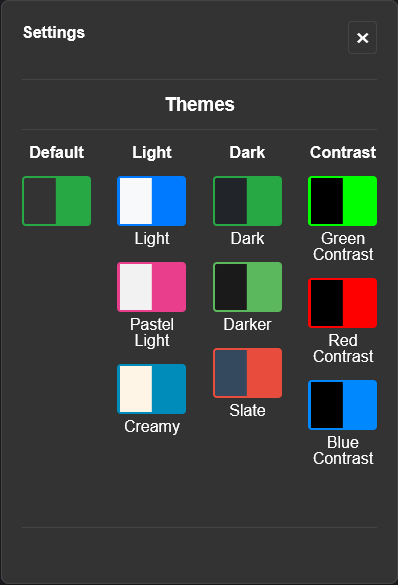 Settings
×
Themes
Default Light Dark Contrast
Light Dark Green
Contrast
Pastel
Light
Darker Red
Contrast
Creamy Slate Blue
Contrast